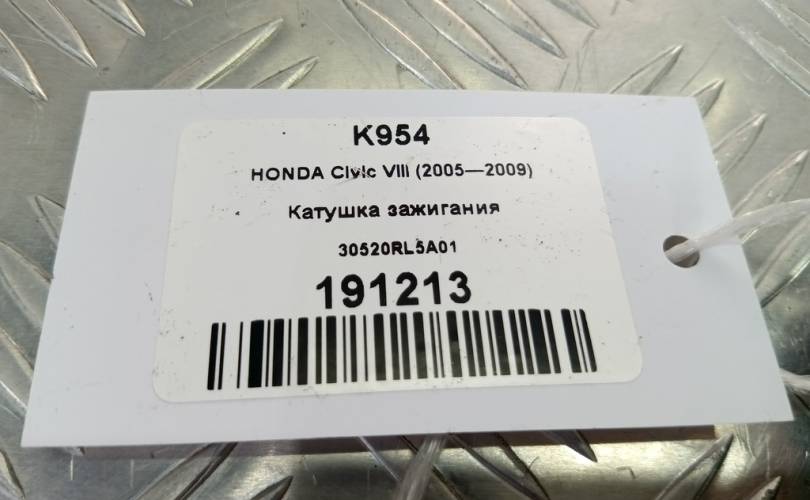 K954
HONDA Civic VIII (2005—2009)
Катушка зажигания
30520RL5A01
191213